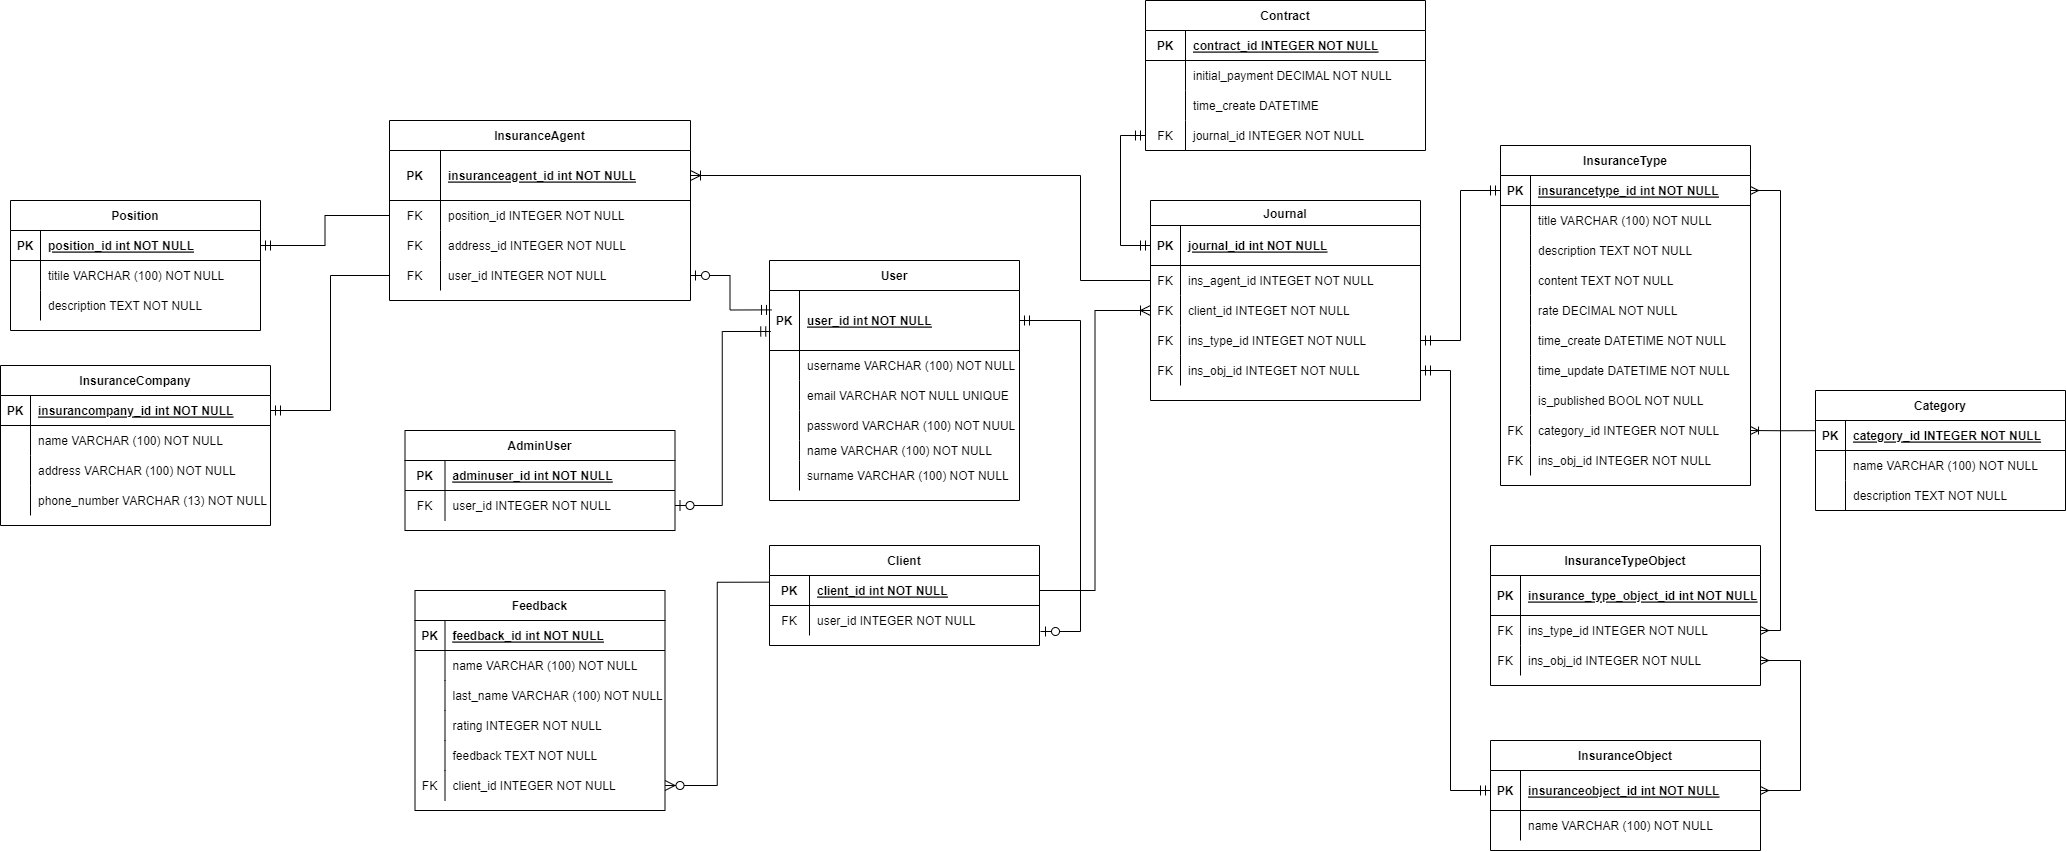 Contract
PK contract_id INTEGER NOT NULL
initial_payment DECIMAL NOT NULL
time_create DATETIME
FK journal_id INTEGER NOT NULL
InsuranceAgent
PK insuranceagent_id int NOT NULL
FK position_id INTEGER NOT NULL
FK address_id INTEGER NOT NULL
FK user_id INTEGER NOT NULL
Position
PK position_id int NOT NULL
titile VARCHAR (100) NOT NULL
description TEXT NOT NULL
InsuranceCompany
PK insurancompany_id int NOT NULL
name VARCHAR (100) NOT NULL
address VARCHAR (100) NOT NULL
phone_number VARCHAR (13) NOT NULL
User
PK user_id int NOT NULL
username VARCHAR (100) NOT NULL
email VARCHAR NOT NULL UNIQUE
password VARCHAR (100) NOT NUUL
name VARCHAR (100) NOT NULL
surname VARCHAR (100) NOT NULL
AdminUser
PK adminuser_id int NOT NULL
FK user_id INTEGER NOT NULL
Client
PK client_id int NOT NULL
FK user_id INTEGER NOT NULL
Feedback
PK feedback_id int NOT NULL
name VARCHAR (100) NOT NULL
last_name VARCHAR (100) NOT NULL
rating INTEGER NOT NULL
feedback TEXT NOT NULL
FK client_id INTEGER NOT NULL
Journal
PK journal_id int NOT NULL
FK ins_agent_id INTEGET NOT NULL
FK client_id INTEGET NOT NULL
FK ins_type_id INTEGET NOT NULL
FK ins_obj_id INTEGET NOT NULL
InsuranceType
PK insurancetype_id int NOT NULL
title VARCHAR (100) NOT NULL
description TEXT NOT NULL
content TEXT NOT NULL
rate DECIMAL NOT NULL
time_create DATETIME NOT NULL
time_update DATETIME NOT NULL
is_published BOOL NOT NULL
FK category_id INTEGER NOT NULL
FK ins_obj_id INTEGER NOT NULL
Category
PK category_id INTEGER NOT NULL
name VARCHAR (100) NOT NULL
description TEXT NOT NULL
InsuranceTypeObject
PK insurance_type_object_id int NOT NULL
FK ins_type_id INTEGER NOT NULL
FK ins_obj_id INTEGER NOT NULL
InsuranceObject
PK insuranceobject_id int NOT NULL
name VARCHAR (100) NOT NULL